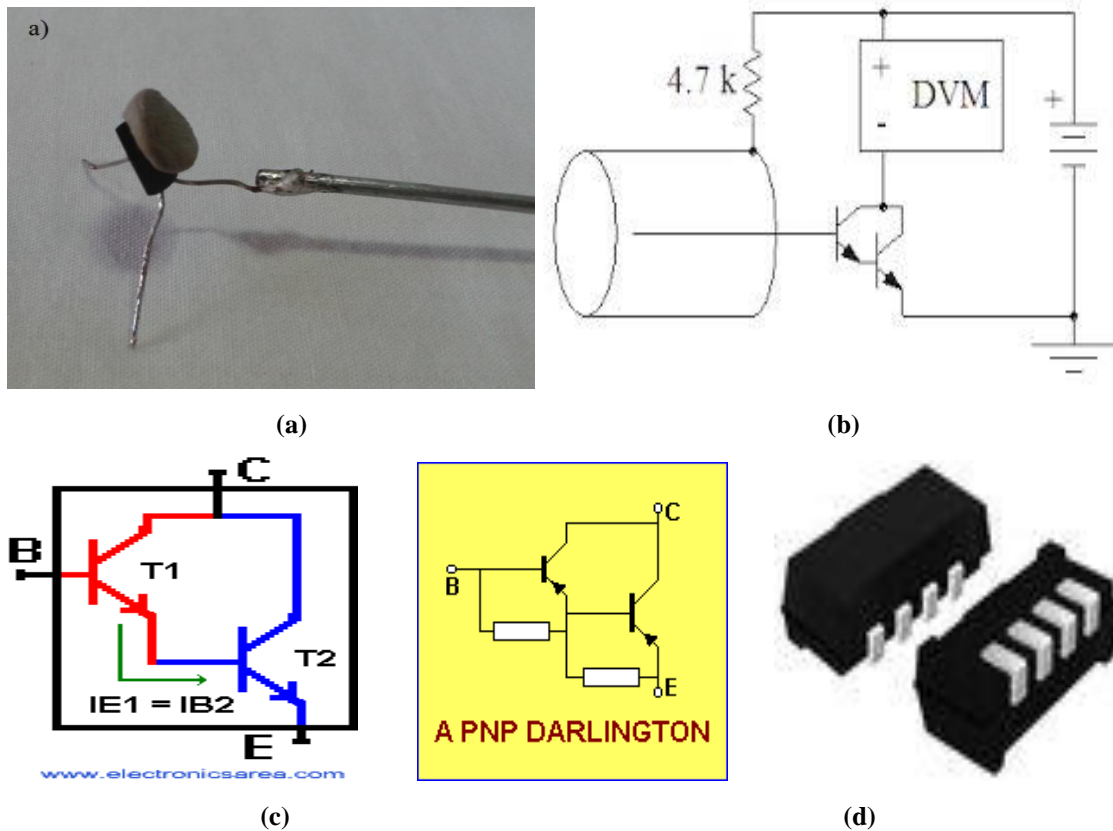 a)
4.7 k
+
DVM
-
+
(a)
(b)
C
B
T1
T2
IE1 = IB2
E
www.electronicsarea.com
C
B
E
A PNP DARLINGTON
(c)
(d)